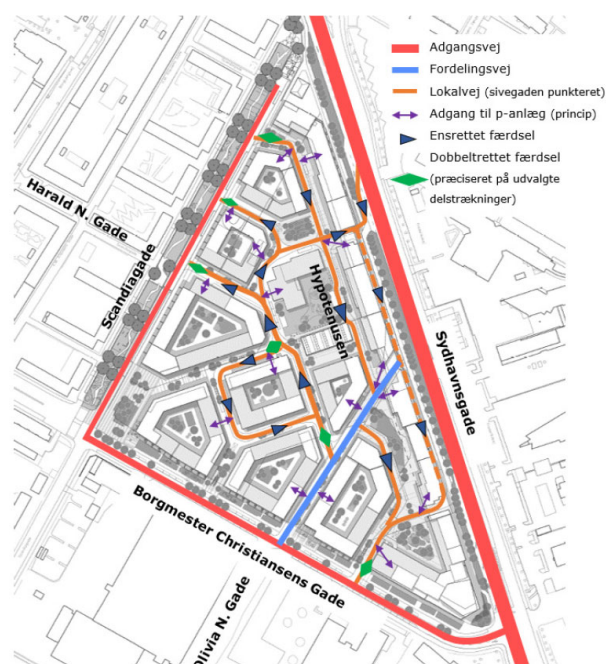 Adgangsvej
Fordelingsvej
Lokalvej (sivegaden punkteret)
Adgang til p-anlæg (princip)
Ensrettet færdsel
Dobbeltrettet færdsel
(præciseret på udvalgte
delstrækninger)
Harald N. Gade
Scandiagade
Hypotenusen
Sydhavnsgade
Borgmester Christiansens Gade
Olivia N. Gade